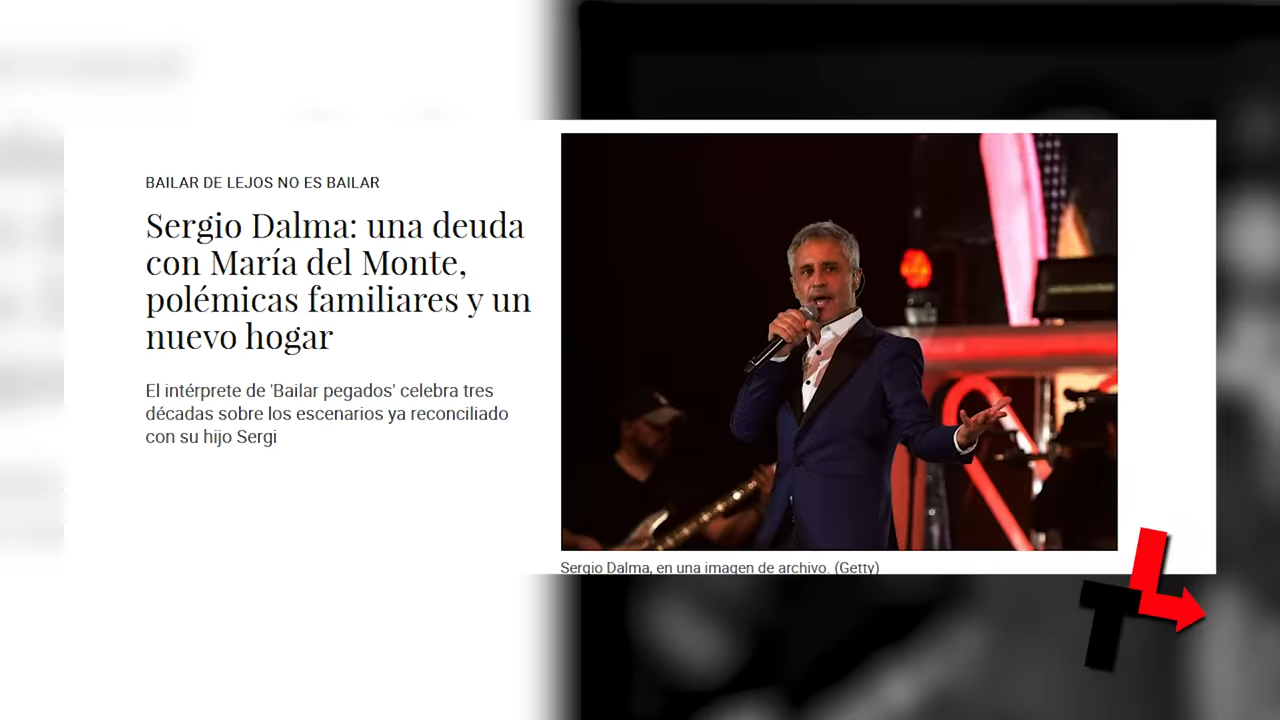 BAILAR DE LEJOS NO ES BAILAR
Sergio Dalma: una deuda
con María del Monte,
polémicas familiares y un
nuevo hogar
El intérprete de 'Bailar pegados' celebra tres
décadas sobre los escenarios ya reconciliado
con su hijo Sergi
Sergio Dalma, en una imagen de archivo. (Getty)